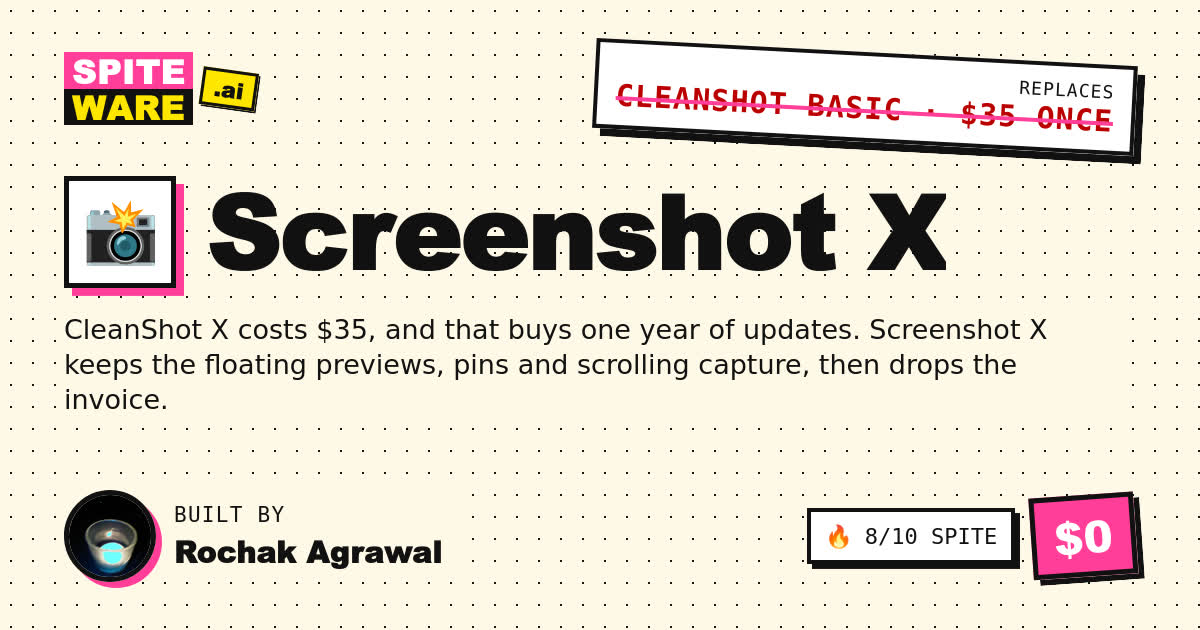 SPITE
WARE
.ai
REPLACES
CLEANSHOT BASIC · $35 ONCE
Screenshot X
CleanShot X costs $35, and that buys one year of updates. Screenshot X
keeps the floating previews, pins and scrolling capture, then drops the
invoice.
BUILT BY
Rochak Agrawal
8/10 SPITE
$0